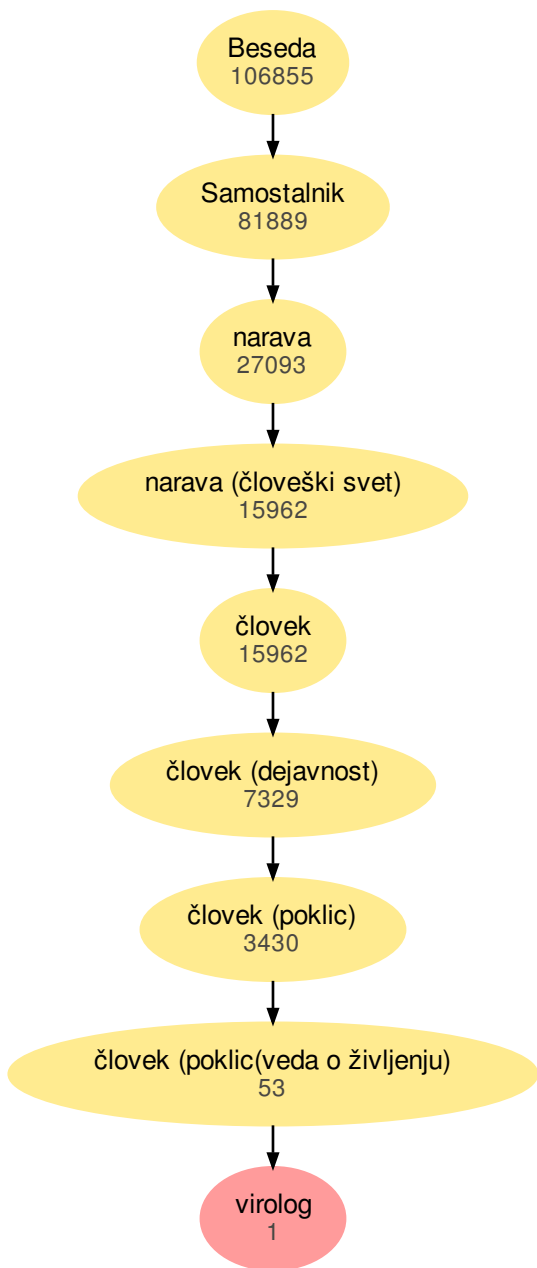 Beseda
106855
Samostalnik
81889
narava
27093
narava (človeški svet)
15962
človek
15962
človek (dejavnost)
7329
človek (poklic)
3430
človek (poklic(veda o življenju)
53
virolog
1